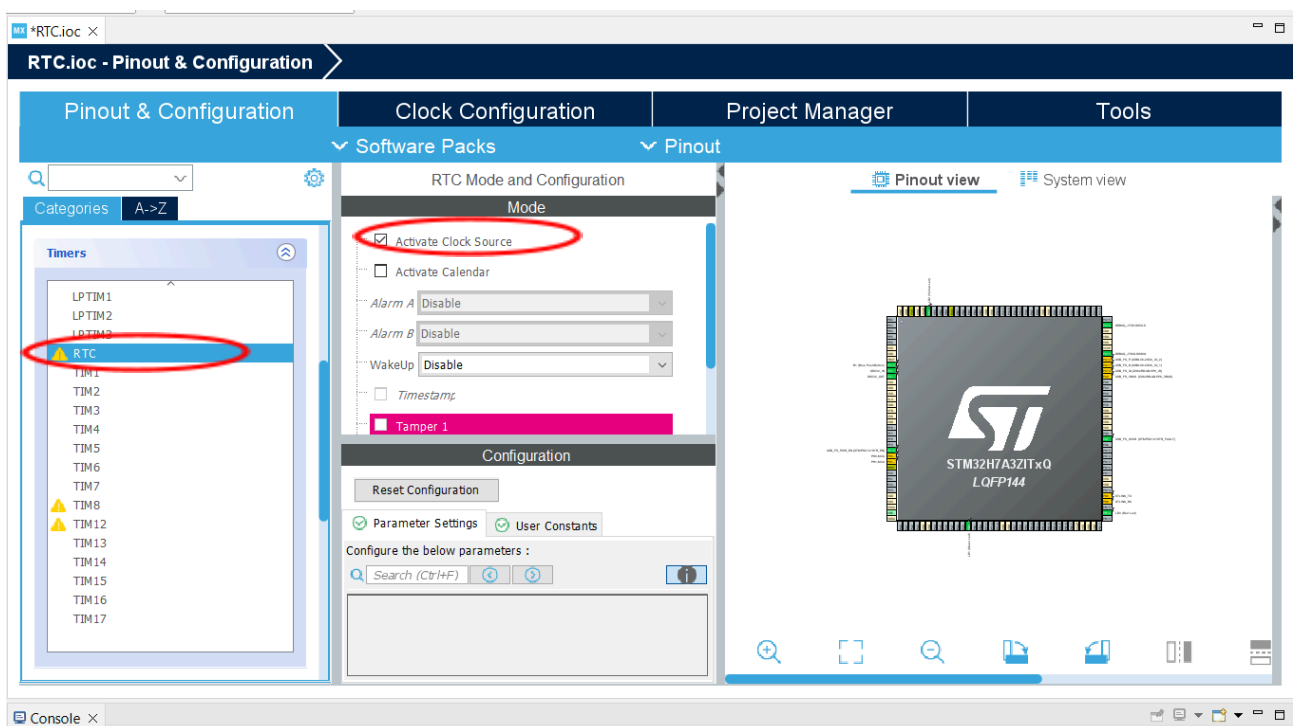 *RTC.ioc ×
RTC.ioc - Pinout & Configuration
Pinout & Configuration
Clock Configuration
Project Manager
Tools
Software Packs
Pinout
RTC Mode and Configuration
Pinout view
System view
Categories
A->Z
Mode
Timers
Activate Clock Source
Activate Calendar
Alarm A Disable
Alarm B Disable
WakeUp Disable
Timestamp
Tamper 1
LPTIM1
LPTIM2
LPTIM3
RTC
TIM1
TIM2
TIM3
TIM4
TIM5
TIM6
TIM7
TIM8
TIM12
TIM13
TIM14
TIM15
TIM16
TIM17
Configuration
Reset Configuration
Parameter Settings
User Constants
Configure the below parameters :
Search (Ctrl+F)
STM32H7A3ZITxQ
LQFP144
Console ×